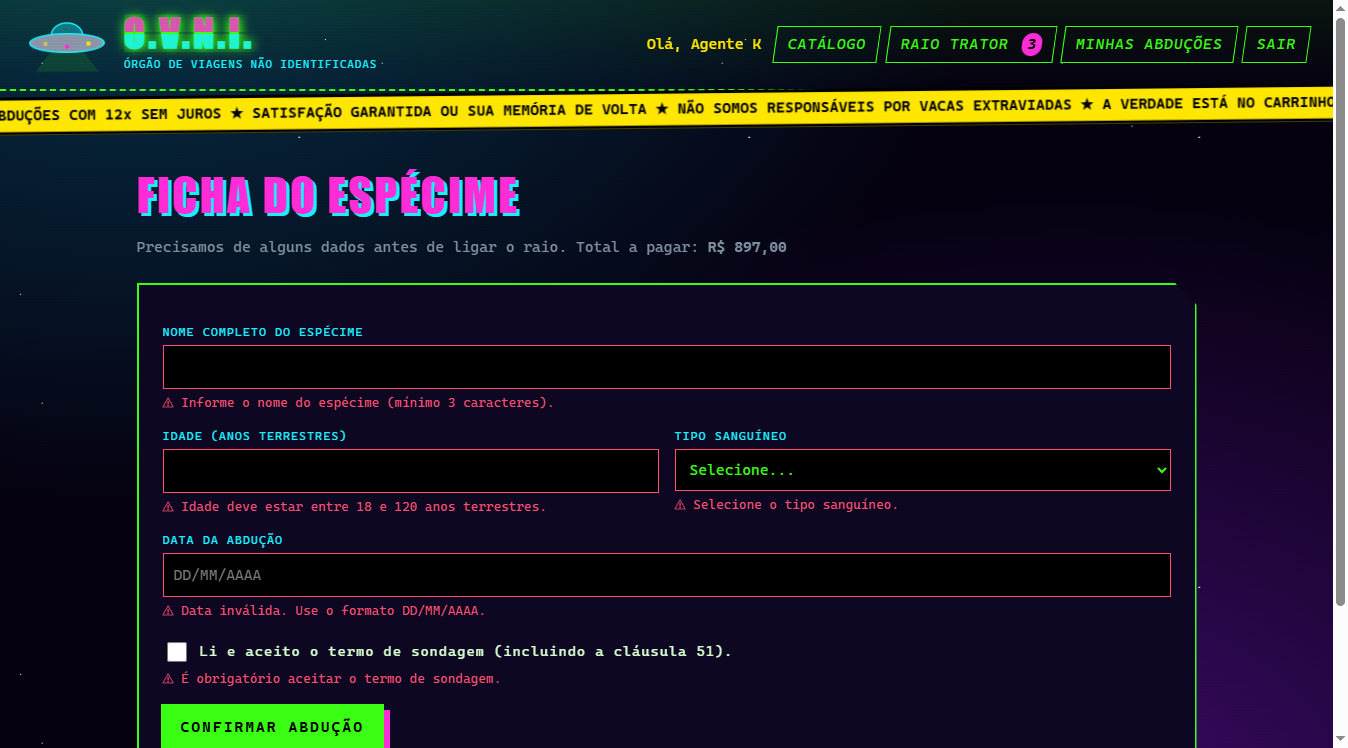 O.V.N.I.
ÓRGÃO DE VIAGENS NÃO IDENTIFICADAS
Olá, Agente K
CATÁLOGO
RAIO TRATOR 3
MINHAS ABDUÇÕES
SAIR
BDUÇÕES COM 12x SEM JUROS ★ SATISFAÇÃO GARANTIDA OU SUA MEMÓRIA DE VOLTA ★ NÃO SOMOS RESPONSÁVEIS POR VACAS EXTRAVIADAS ★ A VERDADE ESTÁ NO CARRINHO
FICHA DO ESPÉCIME
Precisamos de alguns dados antes de ligar o raio. Total a pagar: R$ 897,00
NOME COMPLETO DO ESPÉCIME
⚠ Informe o nome do espécime (mínimo 3 caracteres).
IDADE (ANOS TERRESTRES)
⚠ Idade deve estar entre 18 e 120 anos terrestres.
TIPO SANGUÍNEO
Selecione...
⚠ Selecione o tipo sanguíneo.
DATA DA ABDUÇÃO
DD/MM/AAAA
⚠ Data inválida. Use o formato DD/MM/AAAA.
Li e aceito o termo de sondagem (incluindo a cláusula 51).
⚠ É obrigatório aceitar o termo de sondagem.
CONFIRMAR ABDUÇÃO